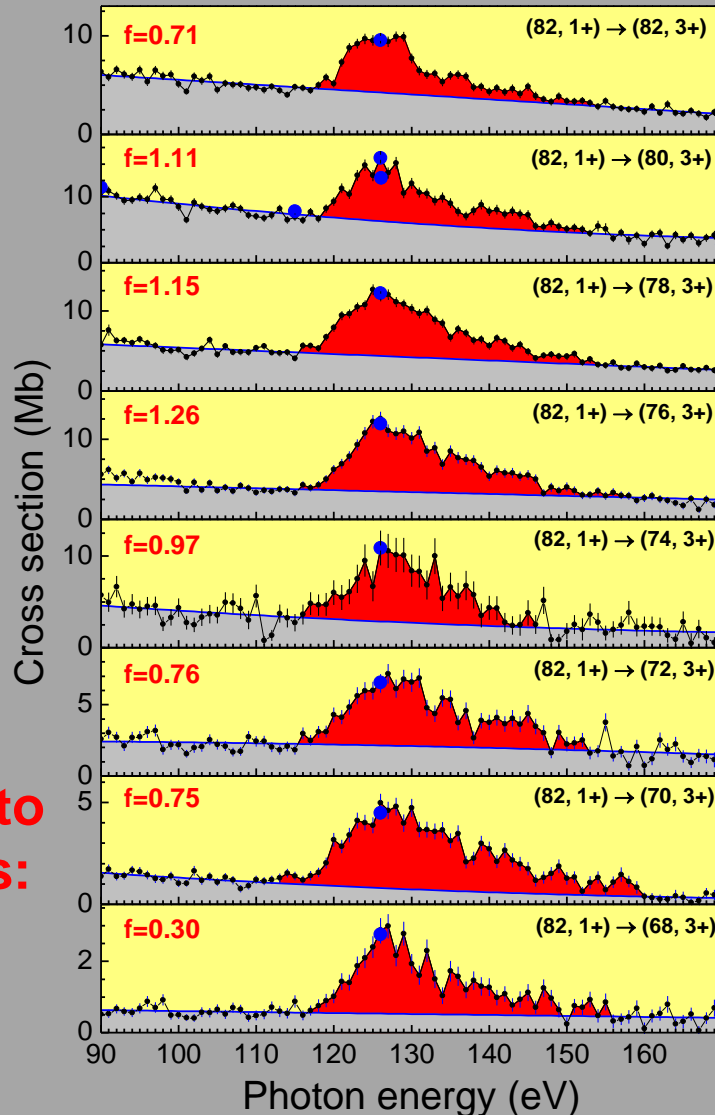 f=0.71 (82, 1+) → (82, 3+)
10
0
f=1.11 (82, 1+) → (80, 3+)
10
0
f=1.15 (82, 1+) → (78, 3+)
10
0
f=1.26 (82, 1+) → (76, 3+)
10
0
f=0.97 (82, 1+) → (74, 3+)
10
0
f=0.76 (82, 1+) → (72, 3+)
5
0
f=0.75 (82, 1+) → (70, 3+)
5
0
f=0.30 (82, 1+) → (68, 3+)
2
0
90 100 110 120 130 140 150 160
Photon energy (eV)
Cross section (Mb)
to
s: